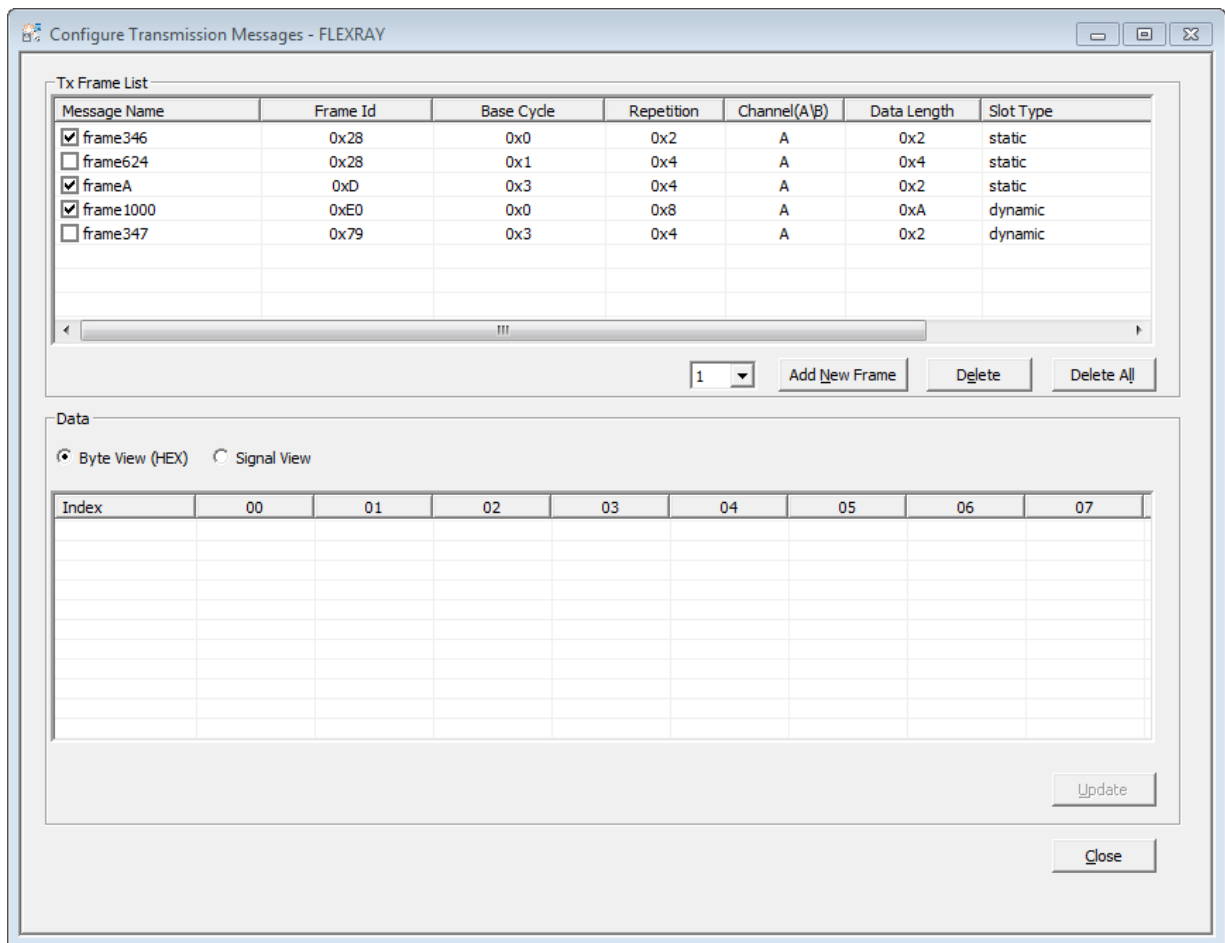 Configure Transmission Messages - FLEXRAY
Tx Frame List
Message Name Frame Id Base Cycle Repetition Channel(A\B) Data Length Slot Type
frame346 0x28 0x0 0x2 A 0x2 static
frame624 0x28 0x1 0x4 A 0x4 static
frameA 0xD 0x3 0x4 A 0x2 static
frame1000 0xE0 0x0 0x8 A 0xA dynamic
frame347 0x79 0x3 0x4 A 0x2 dynamic
1 Add New Frame Delete Delete All
Data
Byte View (HEX) Signal View
Index 00 01 02 03 04 05 06 07
Update
Close